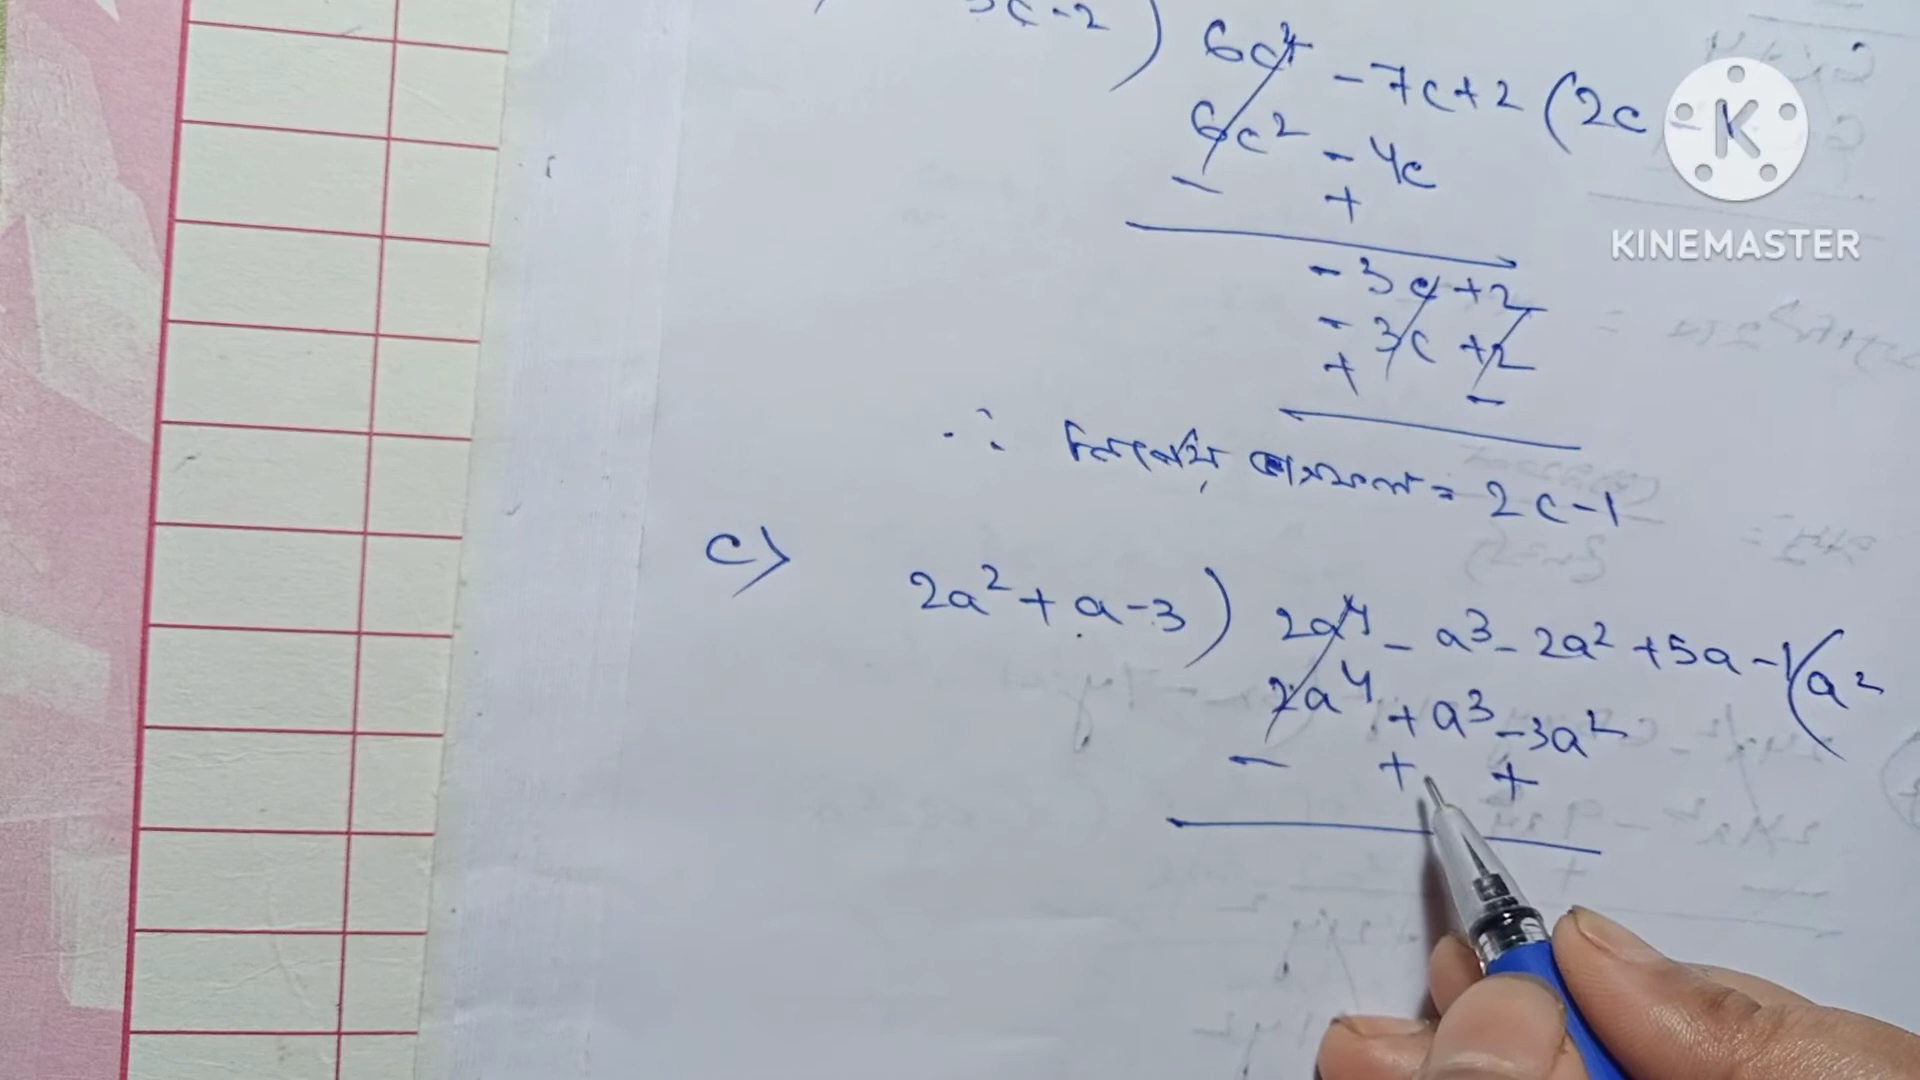 3c-2 ) 6c² -7c+2 ( 2c -
6c² - 4c
- +
-3c+2
-3c+2
+ -
∴ নির্ণেয় ভাগফল = 2c-1
c)
2a²+a-3 ) 2a⁴ - a³ - 2a² +5a-1 ( a²
2a⁴ + a³ -3a²
- + +
KINEMASTER